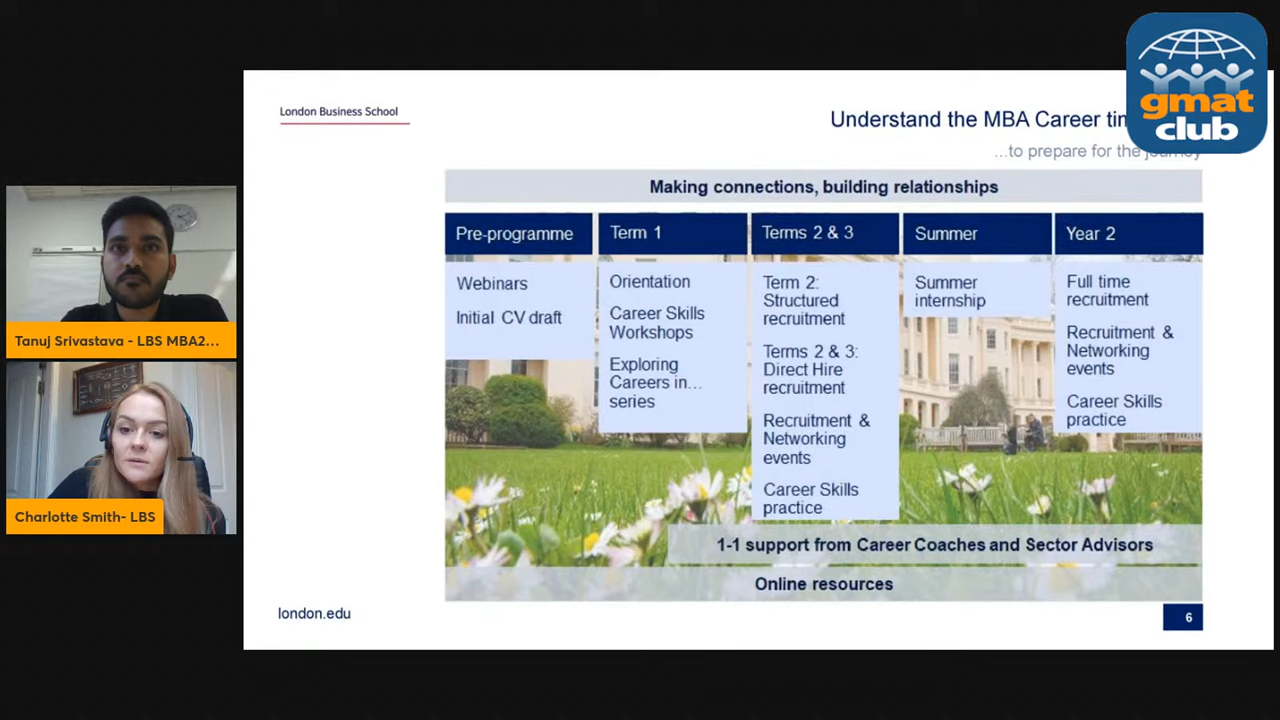 London Business School
Understand the MBA Career
...to prepare for the journey
gmat
club
Making connections, building relationships
Pre-programme
Webinars
Initial CV draft
Term 1
Orientation
Career Skills
Workshops
Exploring
Careers in...
series
Terms 2 & 3
Term 2:
Structured
recruitment
Terms 2 & 3:
Direct Hire
recruitment
Recruitment &
Networking
events
Career Skills
practice
Summer
Summer
internship
Year 2
Full time
recruitment
Recruitment &
Networking
events
Career Skills
practice
1-1 support from Career Coaches and Sector Advisors
Online resources
london.edu
6
Tanuj Srivastava - LBS MBA2...
Charlotte Smith- LBS